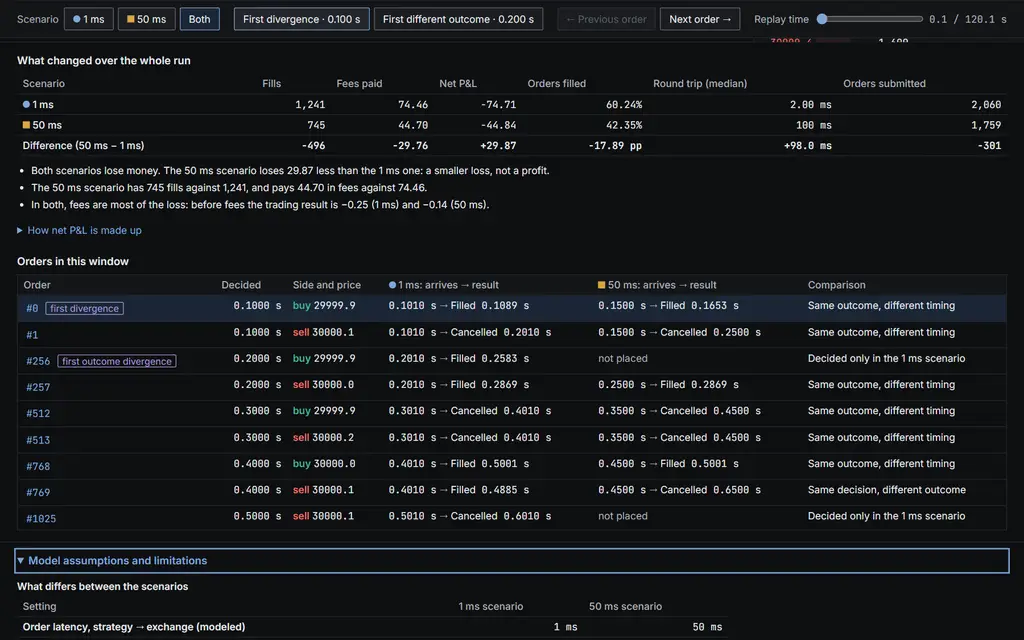 Scenario 1 ms 50 ms Both First divergence · 0.100 s First different outcome · 0.200 s ← Previous order Next order → Replay time 0.1 / 120.1 s
What changed over the whole run
Scenario Fills Fees paid Net P&L Orders filled Round trip (median) Orders submitted
1 ms 1,241 74.46 -74.71 60.24% 2.00 ms 2,060
50 ms 745 44.70 -44.84 42.35% 100 ms 1,759
Difference (50 ms − 1 ms) -496 -29.76 +29.87 -17.89 pp +98.0 ms -301
• Both scenarios lose money. The 50 ms scenario loses 29.87 less than the 1 ms one: a smaller loss, not a profit.
• The 50 ms scenario has 745 fills against 1,241, and pays 44.70 in fees against 74.46.
• In both, fees are most of the loss: before fees the trading result is −0.25 (1 ms) and −0.14 (50 ms).
▶ How net P&L is made up
Orders in this window
Order Decided Side and price 1 ms: arrives → result 50 ms: arrives → result Comparison
#0 first divergence 0.1000 s buy 29999.9 0.1010 s → Filled 0.1089 s 0.1500 s → Filled 0.1653 s Same outcome, different timing
#1 0.1000 s sell 30000.1 0.1010 s → Cancelled 0.2010 s 0.1500 s → Cancelled 0.2500 s Same outcome, different timing
#256 first outcome divergence 0.2000 s buy 29999.9 0.2010 s → Filled 0.2583 s not placed Decided only in the 1 ms scenario
#257 0.2000 s sell 30000.0 0.2010 s → Filled 0.2869 s 0.2500 s → Filled 0.2869 s Same outcome, different timing
#512 0.3000 s buy 29999.9 0.3010 s → Cancelled 0.4010 s 0.3500 s → Cancelled 0.4500 s Same outcome, different timing
#513 0.3000 s sell 30000.2 0.3010 s → Cancelled 0.4010 s 0.3500 s → Cancelled 0.4500 s Same outcome, different timing
#768 0.4000 s buy 30000.0 0.4010 s → Filled 0.5001 s 0.4500 s → Filled 0.5001 s Same outcome, different timing
#769 0.4000 s sell 30000.1 0.4010 s → Filled 0.4885 s 0.4500 s → Cancelled 0.6500 s Same decision, different outcome
#1025 0.5000 s sell 30000.1 0.5010 s → Cancelled 0.6010 s not placed Decided only in the 1 ms scenario
▼ Model assumptions and limitations
What differs between the scenarios
Setting 1 ms scenario 50 ms scenario
Order latency, strategy → exchange (modeled) 1 ms 50 ms